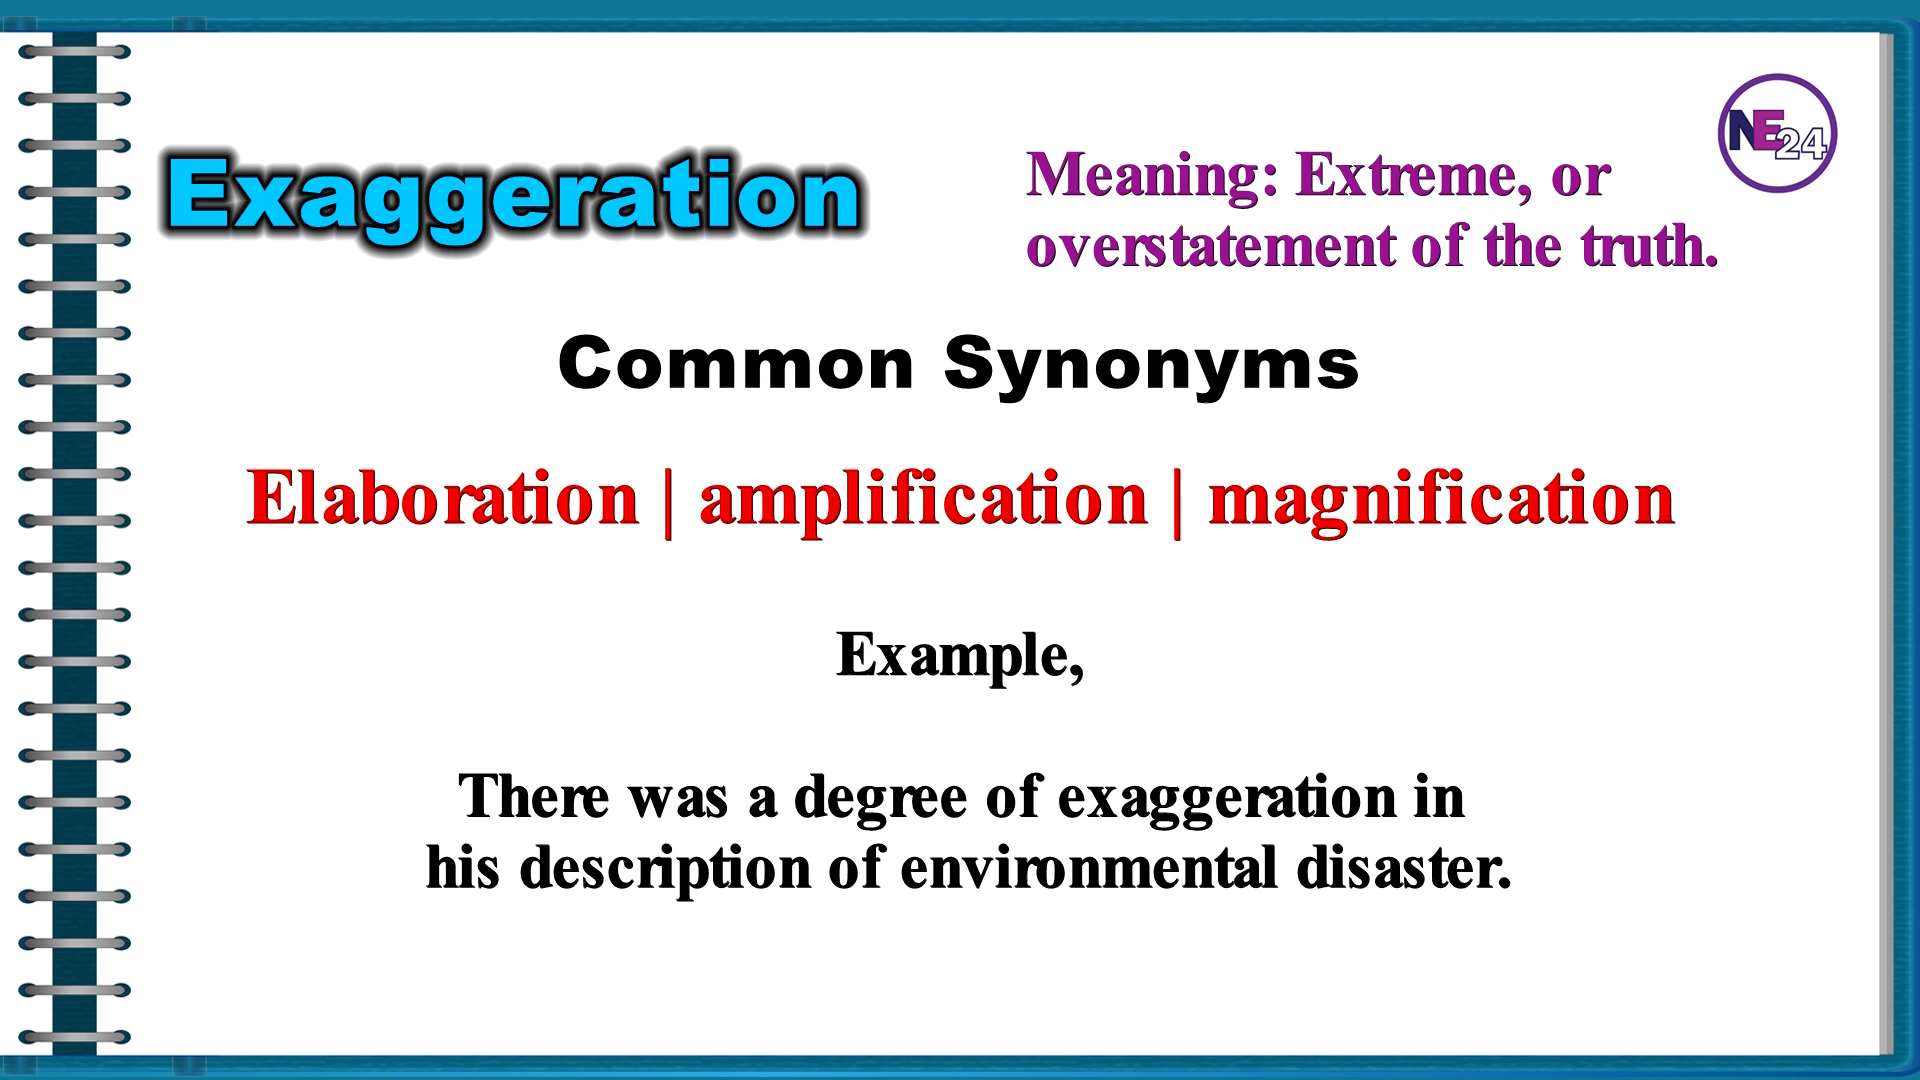 NE24
Exaggeration
Meaning: Extreme, or
overstatement of the truth.
Common Synonyms
Elaboration | amplification | magnification
Example,
There was a degree of exaggeration in
his description of environmental disaster.